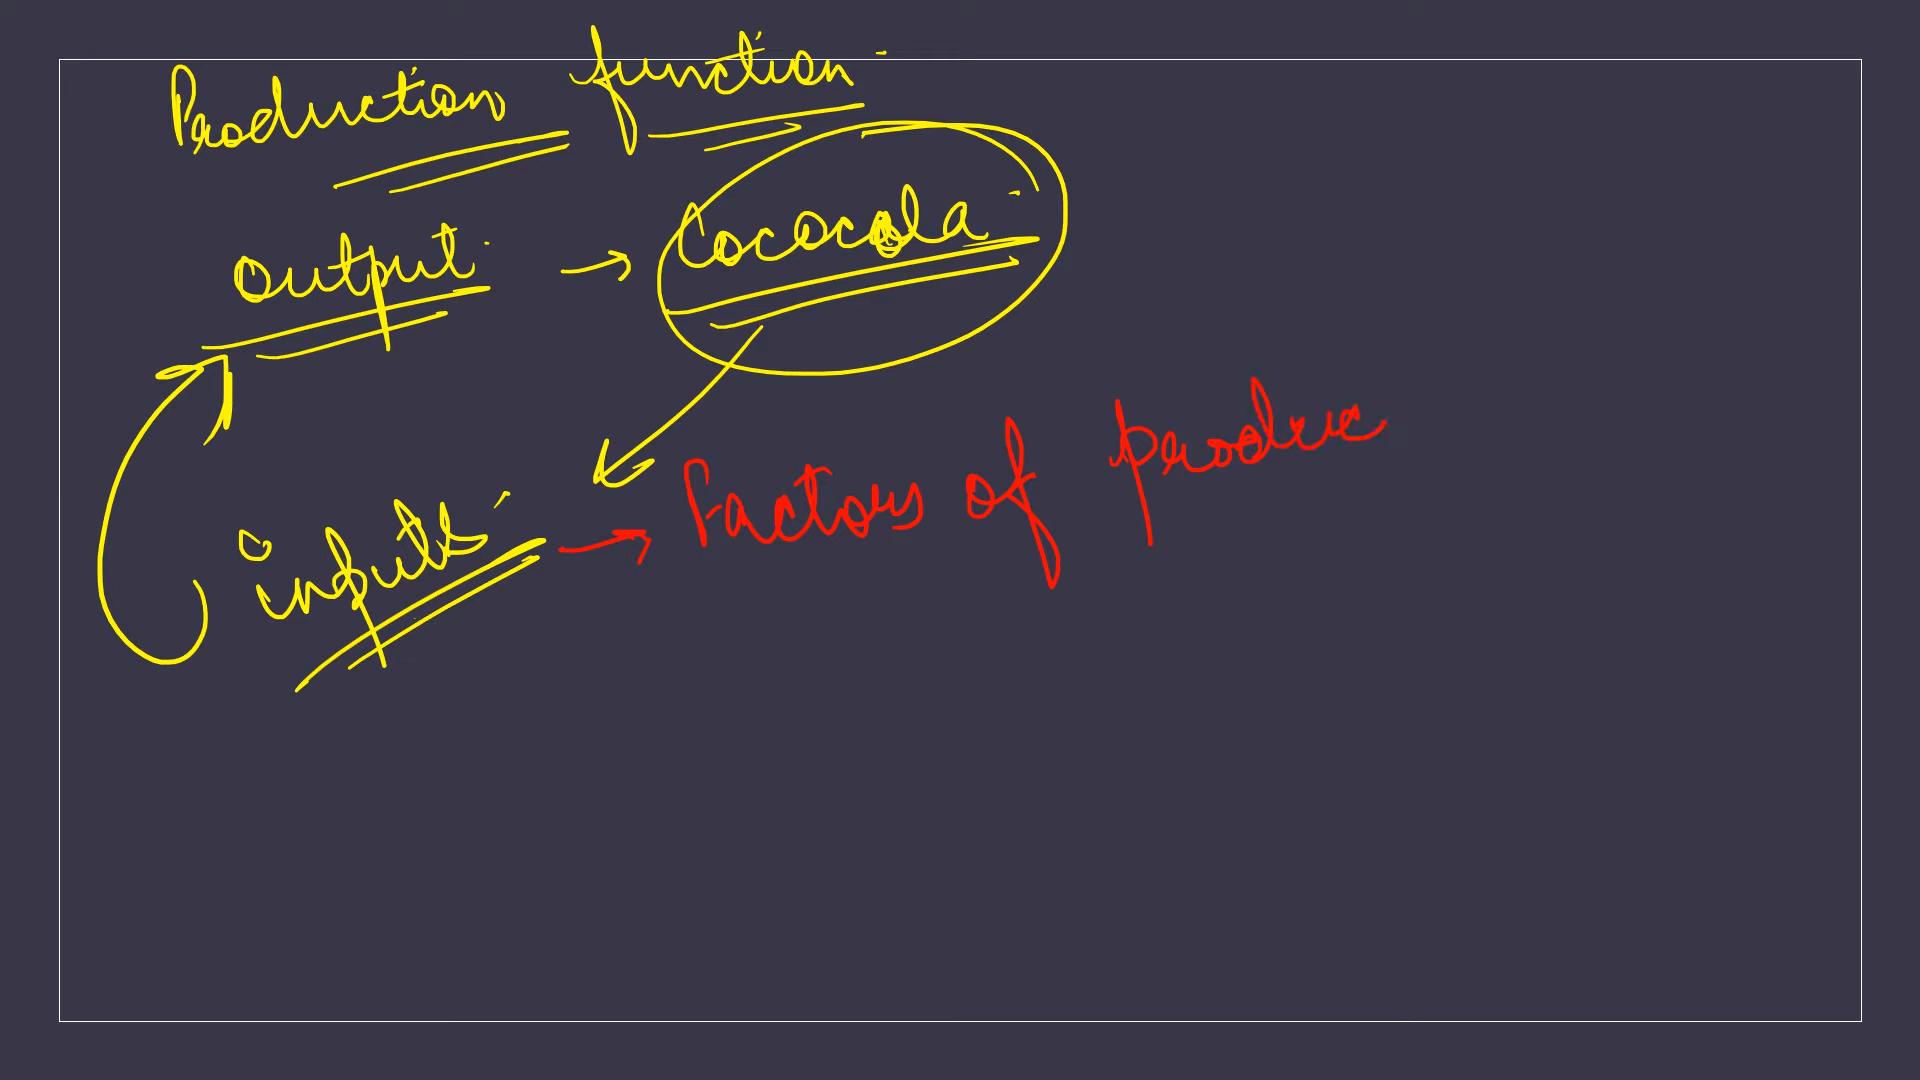 Production function
output → Cococola
inputs → Factors of produc